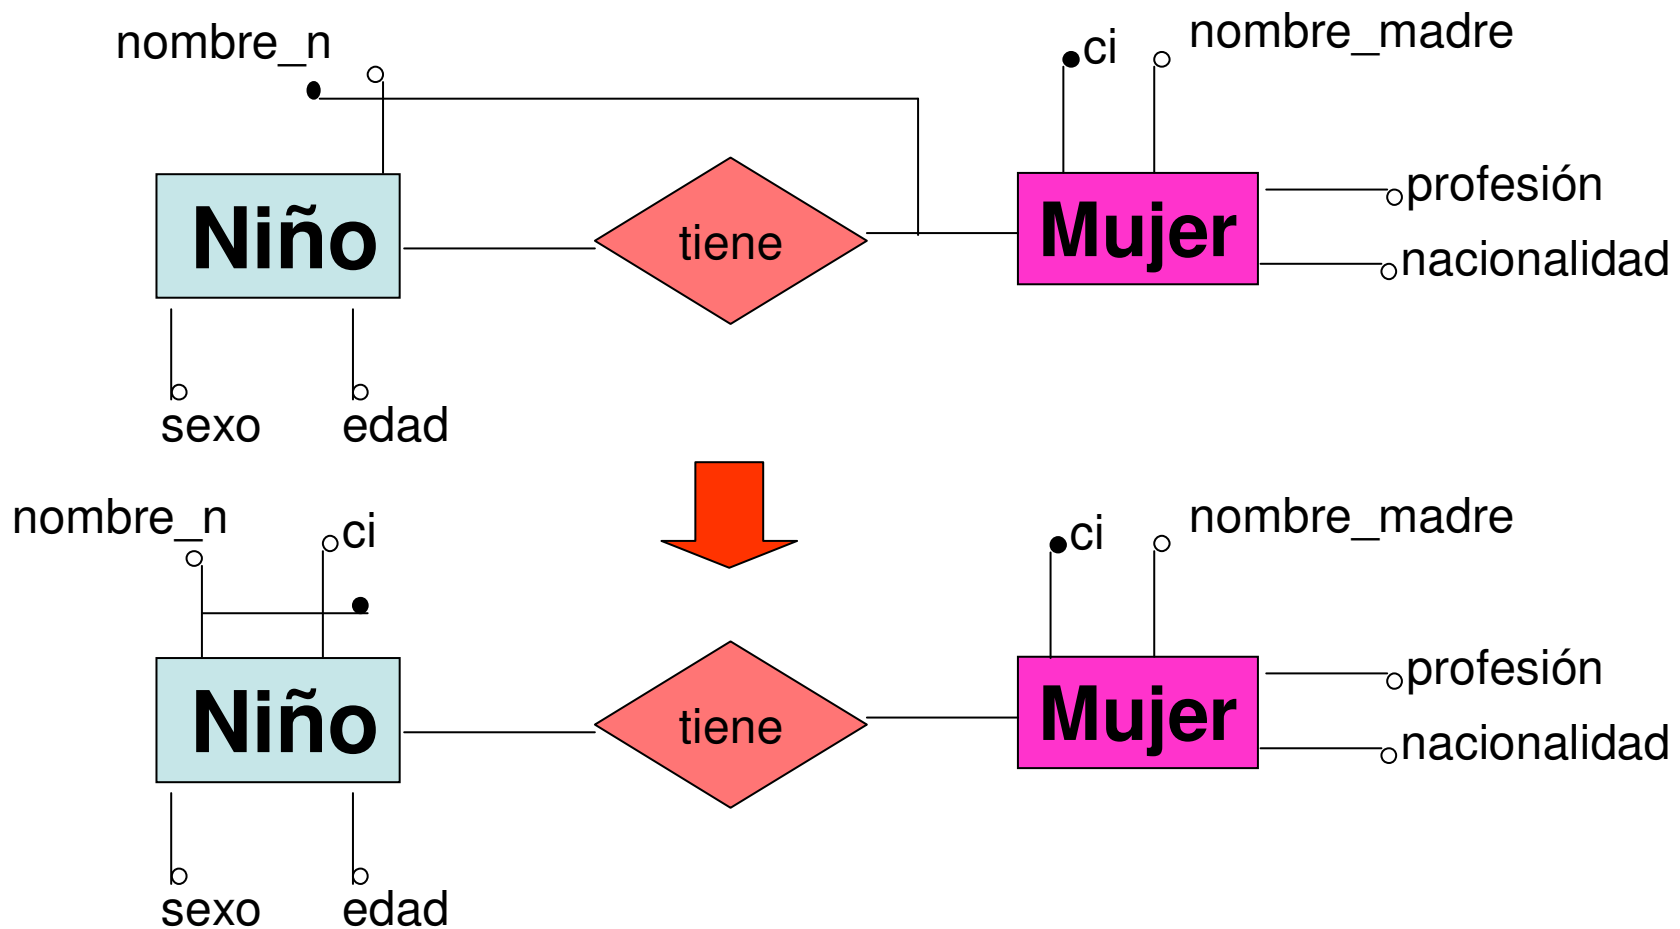 nombre_n
ci
nombre_madre
Niño
tiene
Mujer
profesión
nacionalidad
sexo
edad
nombre_n
ci
ci
nombre_madre
Niño
tiene
Mujer
profesión
nacionalidad
sexo
edad